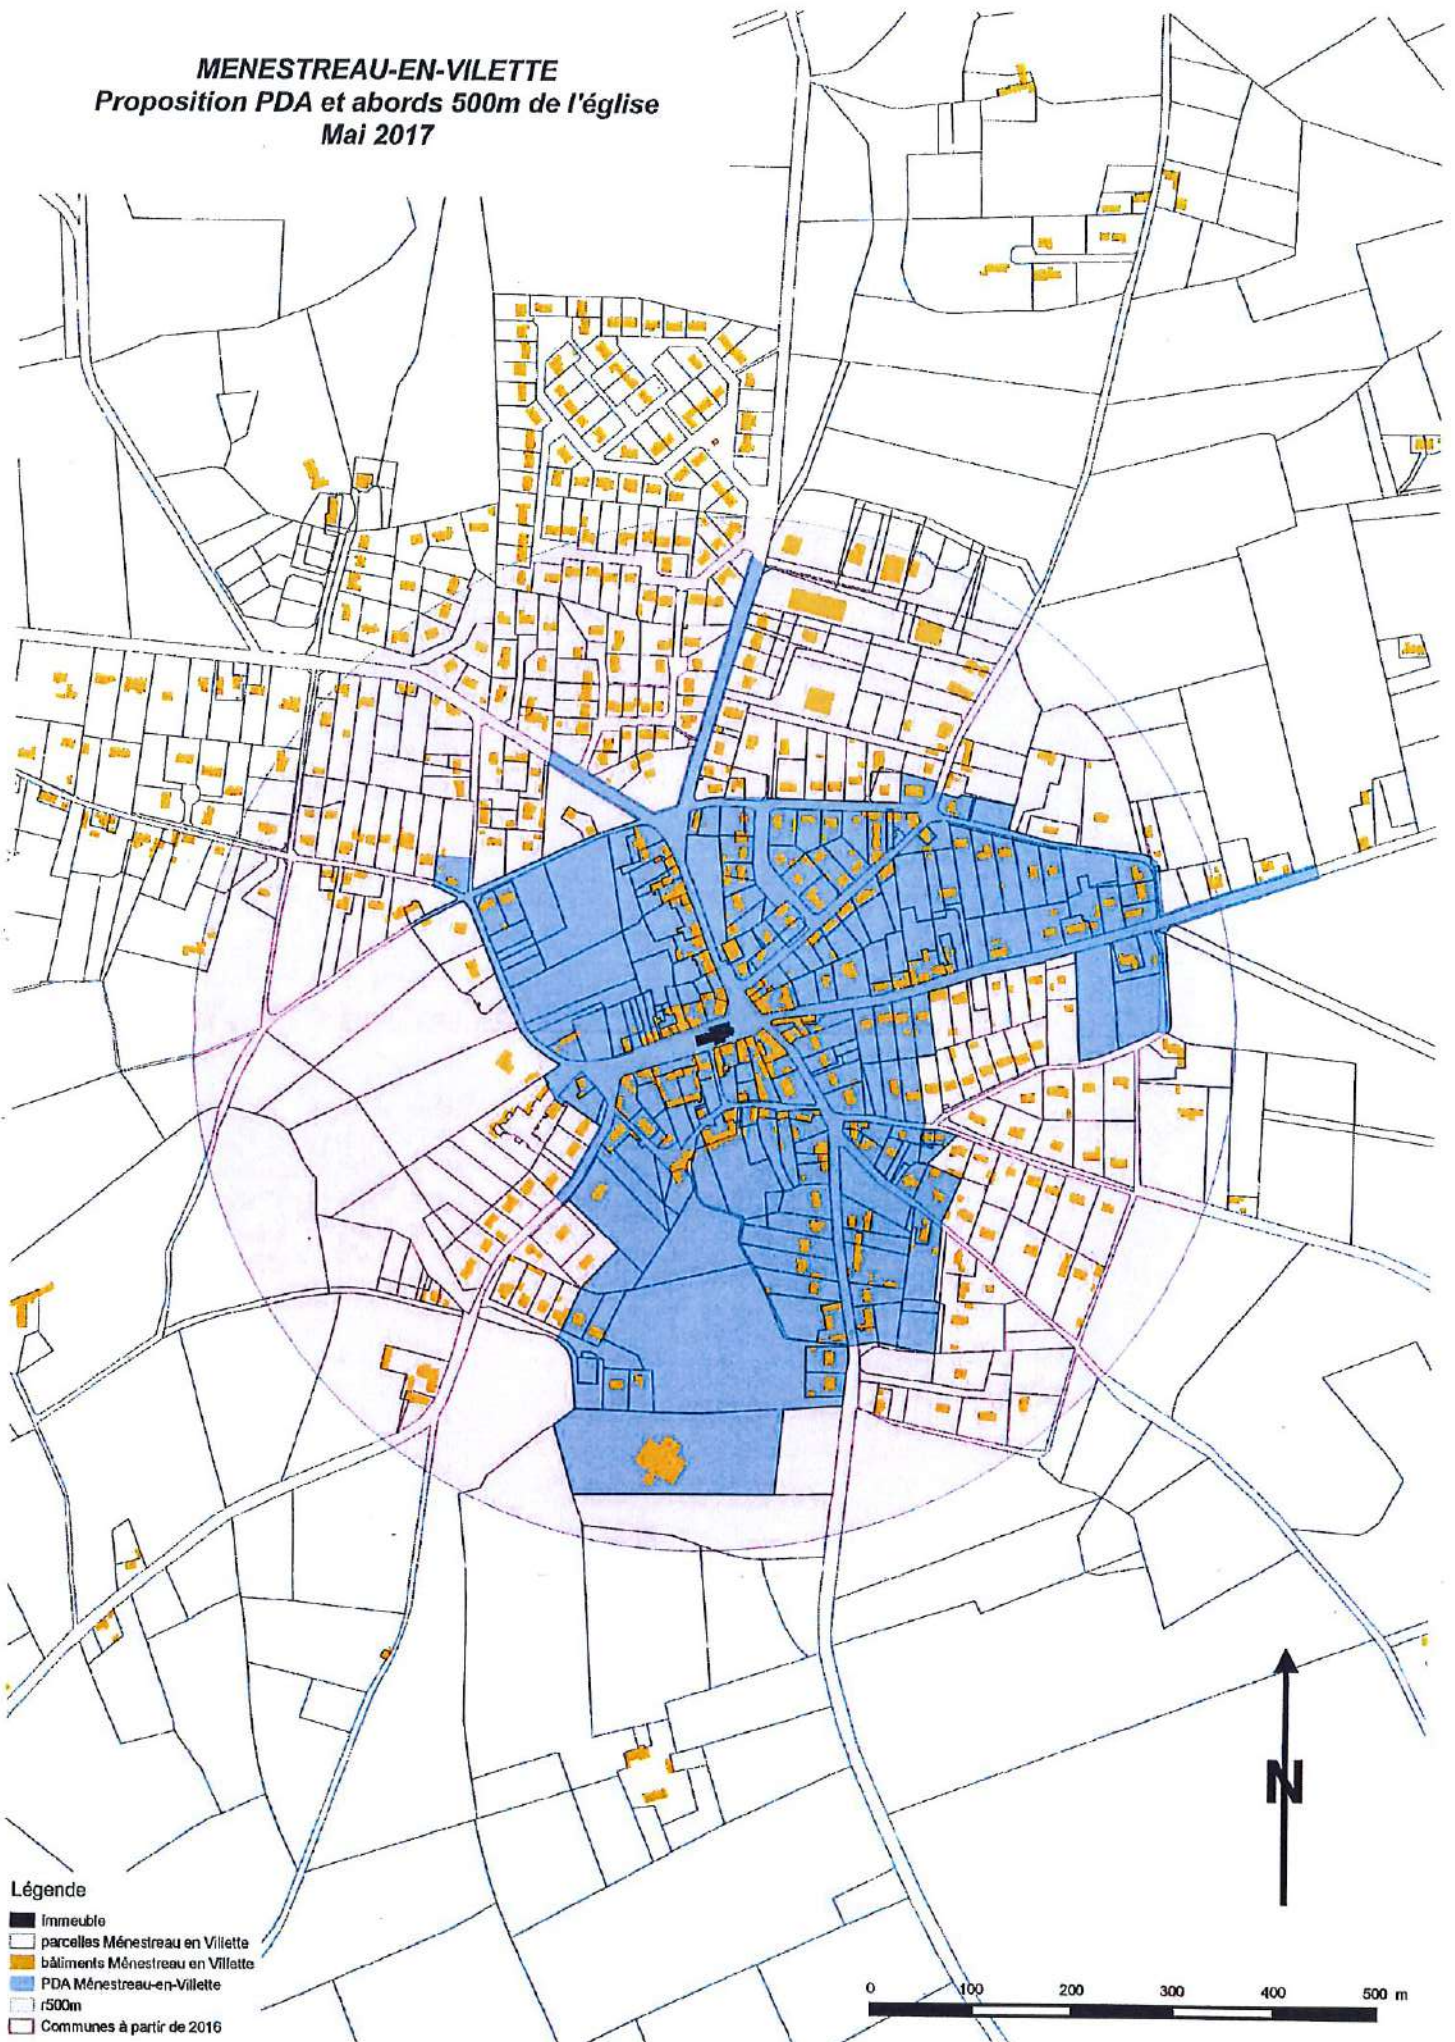 MENESTREAU-EN-VILETTE
Proposition PDA et abords 500m de l'église
Mai 2017
N
Légende
Immeuble
parcelles Ménestreau en Villette
bâtiments Ménestreau en Villette
PDA Ménestreau-en-Villette
r500m
Communes à partir de 2016
0 100 200 300 400 500 m